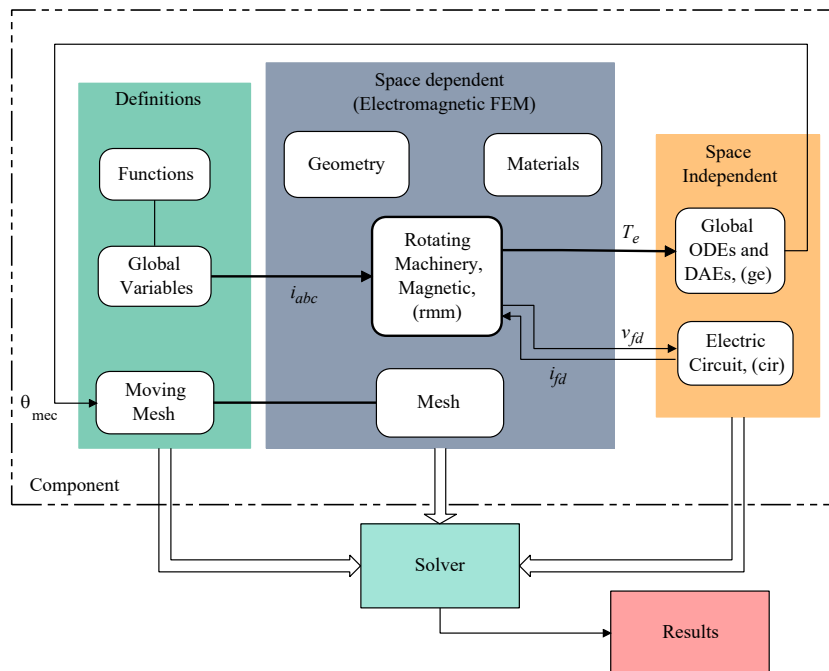 Definitions
Functions
Global
Variables
Moving
Mesh
θmec
Space dependent
(Electromagnetic FEM)
Geometry
Materials
Rotating
Machinery,
Magnetic,
(rmm)
Mesh
iabc
Te
vfd
ifd
Space
Independent
Global
ODEs and
DAEs, (ge)
Electric
Circuit, (cir)
Component
Solver
Results